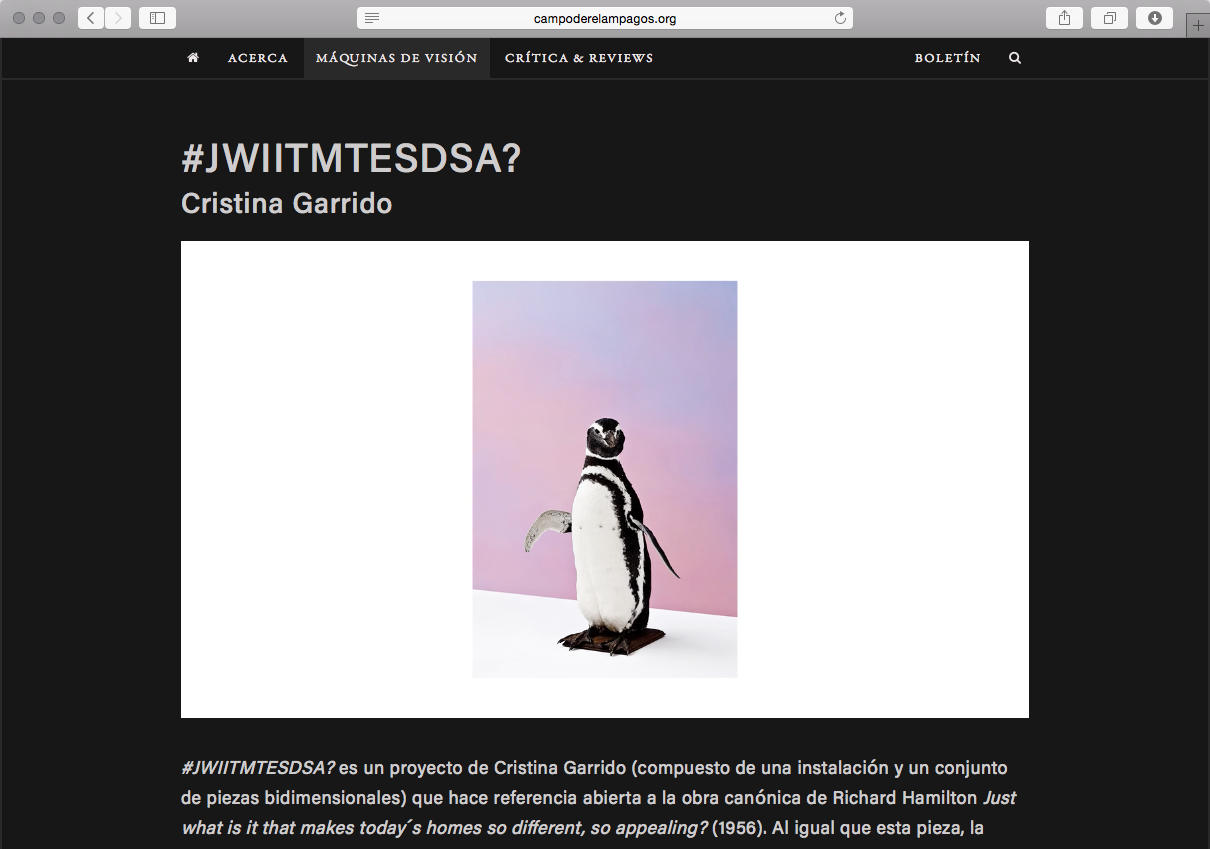 campoderelampagos.org
ACERCA MÁQUINAS DE VISIÓN CRÍTICA & REVIEWS BOLETÍN
#JWIITMTESDSA?
Cristina Garrido
#JWIITMTESDSA? es un proyecto de Cristina Garrido (compuesto de una instalación y un conjunto
de piezas bidimensionales) que hace referencia abierta a la obra canónica de Richard Hamilton Just
what is it that makes today´s homes so different, so appealing? (1956). Al igual que esta pieza, la